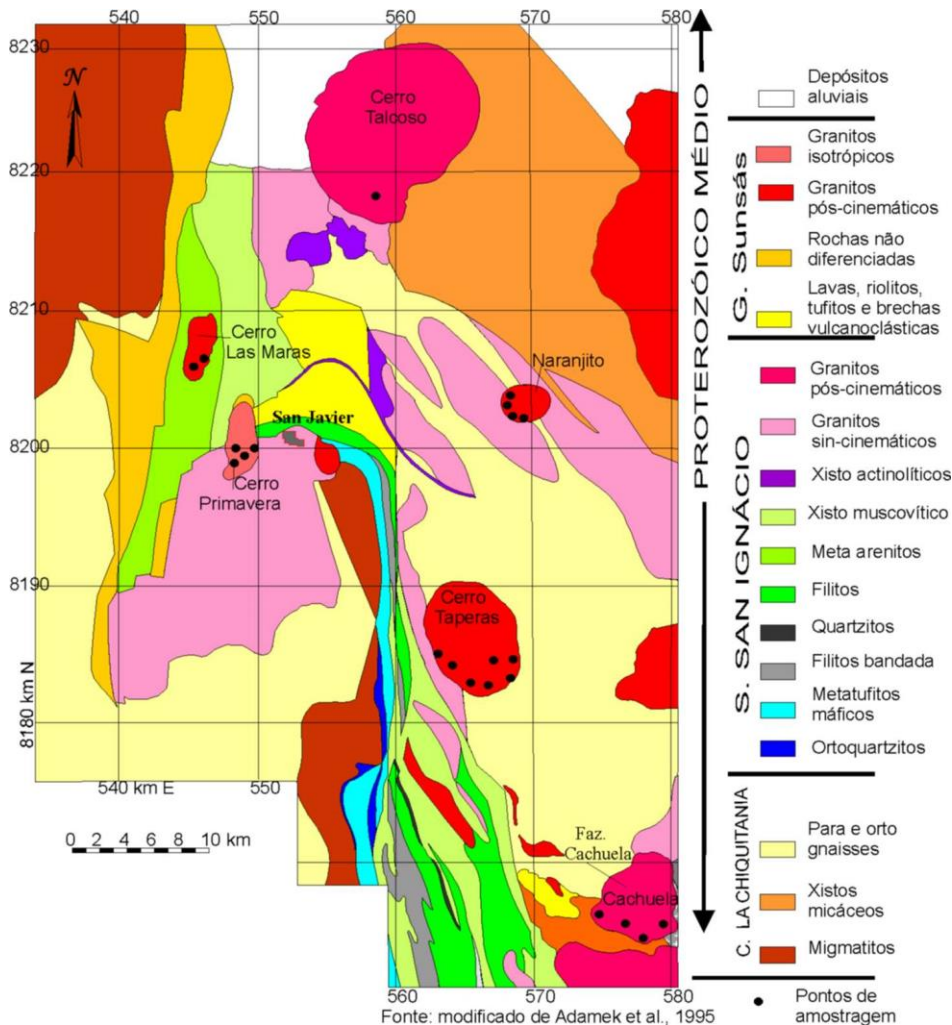 540
550
560
570
580
8230
N
Cerro
Talcoso
8220
8210
Cerro
Las Maras
Naranjito
San Javier
8200
Cerro
Primavera
8190
Cerro
Taperas
8180 km N
540 km E
550
0 2 4 6 8 10 km
Faz.
Cachuela
Cachuela
560
570
580
Fonte: modificado de Adamek et al., 1995
PROTEROZÓICO MÉDIO
Depósitos
aluviais
G. Sunsás
Granitos
isotrópicos
Granitos
pós-cinemáticos
Rochas não
diferenciadas
Lavas, riolitos,
tufitos e brechas
vulcanoclásticas
S. SAN IGNÁCIO
Granitos
pós-cinemáticos
Granitos
sin-cinemáticos
Xisto actinolíticos
Xisto muscovítico
Meta arenitos
Filitos
Quartzitos
Filitos bandada
Metatufitos
máficos
Ortoquartzitos
C. LA CHIQUITANIA
Para e orto
gnaisses
Xistos
micáceos
Migmatitos
Pontos de
amostragem